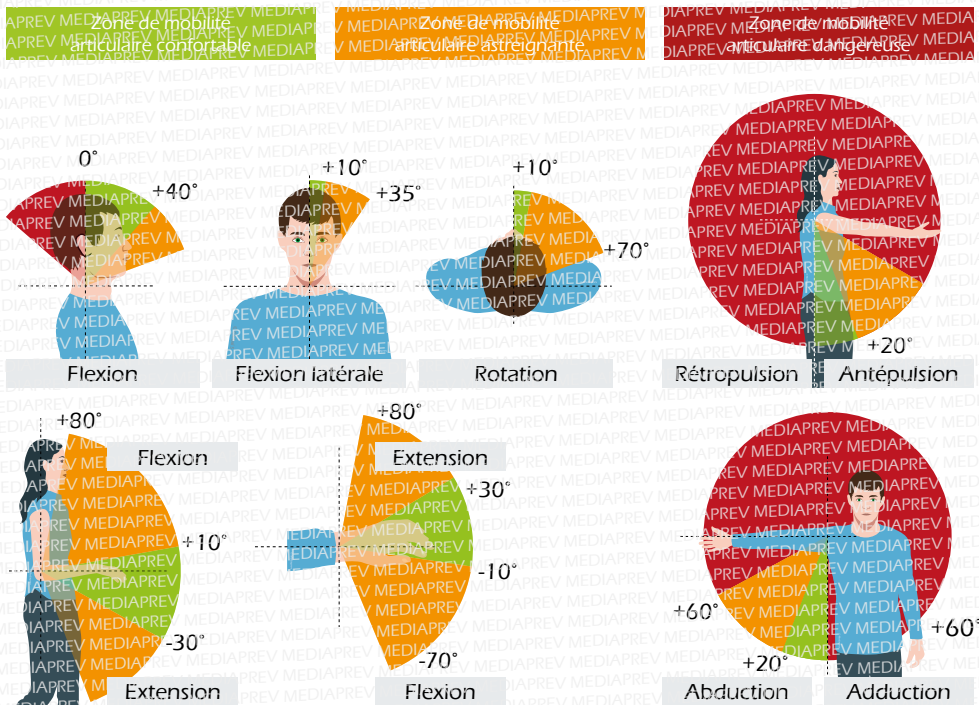 Zone de mobilité
articulaire confortable
Zone de mobilité
articulaire astreignante
Zone de mobilité
articulaire dangereuse
0°
+40°
+10°
+35°
+10°
+70°
+20°
Flexion
Flexion latérale
Rotation
Rétropulsion
Antépulsion
+80°
Flexion
+10°
-30°
Extension
+80°
Extension
+30°
-10°
-70°
Flexion
+60°
+20°
+60°
Abduction
Adduction
MEDIAPREV